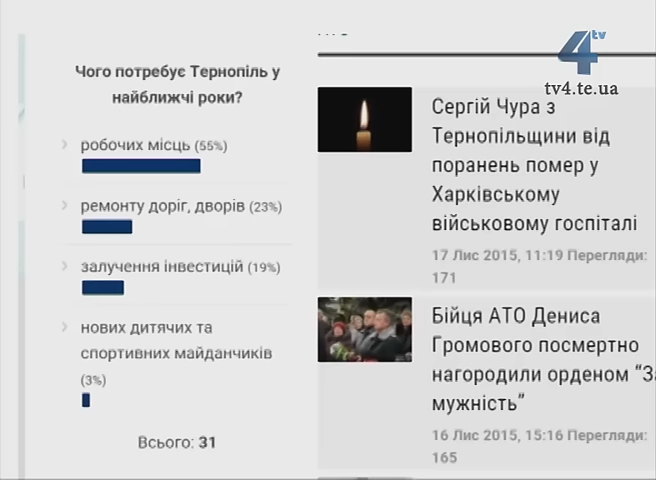 4 tv
tv4.te.ua
Чого потребує Тернопіль у
найближчі роки?
робочих місць (55%)
ремонту доріг, дворів (23%)
залучення інвестицій (19%)
нових дитячих та
спортивних майданчиків
(3%)
Всього: 31
Сергій Чура з
Тернопільщини від
поранень помер у
Харківському
військовому госпіталі
17 Лис 2015, 11:19 Перегляди:
171
Бійця АТО Дениса
Громового посмертно
нагородили орденом “За
мужність”
16 Лис 2015, 15:16 Перегляди:
165